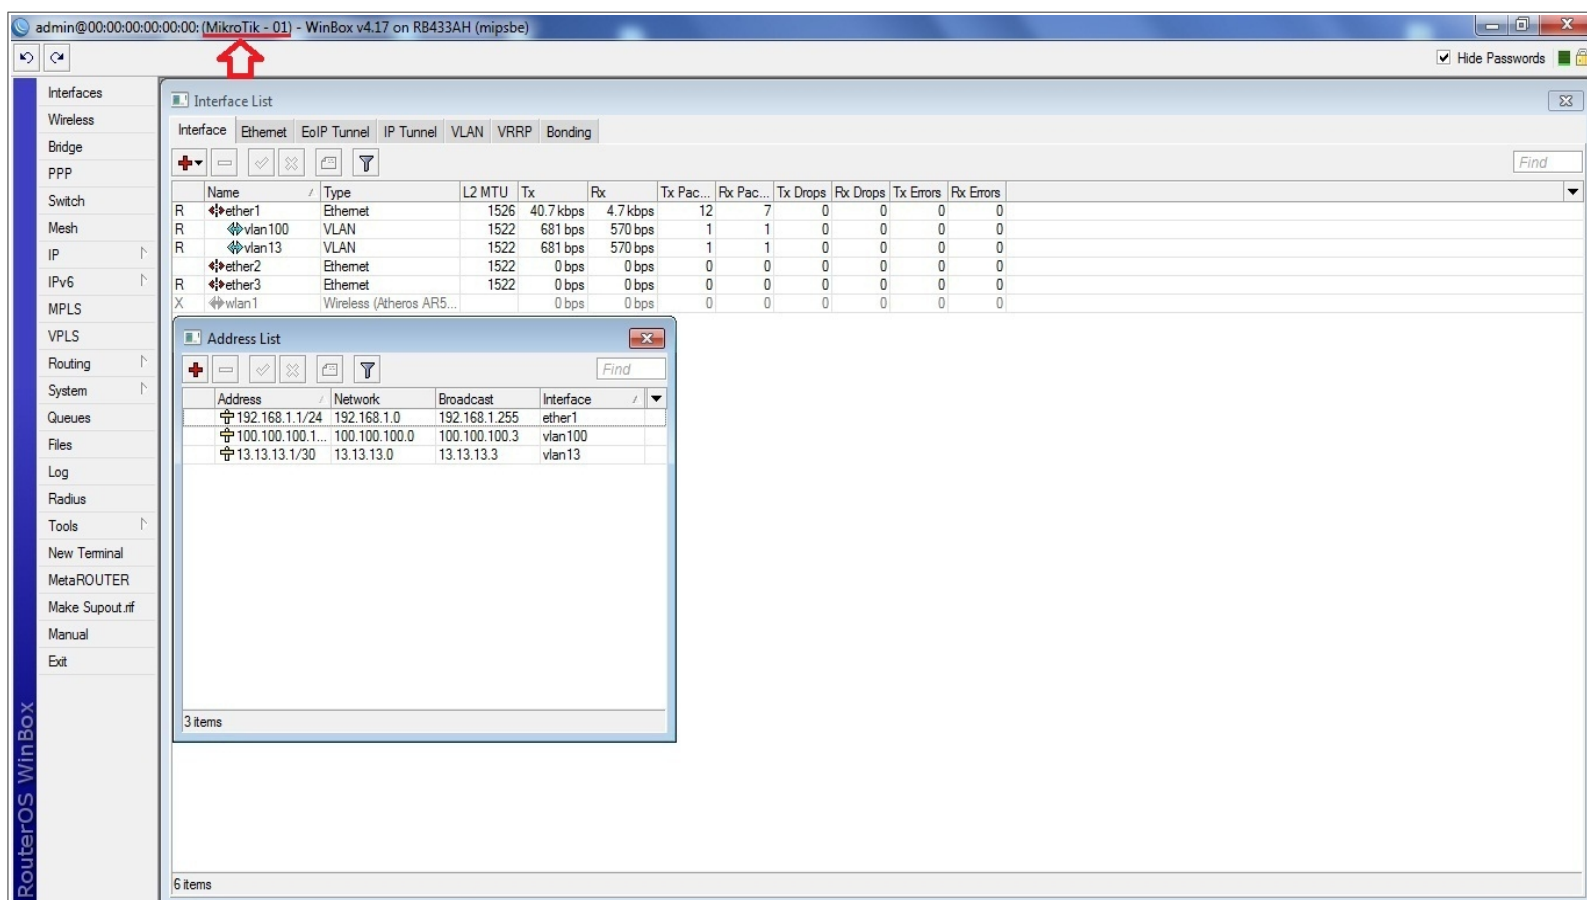 admin@00:00:00:00:00:00: (MikroTik - 01) - WinBox v4.17 on RB433AH (mipsbe)
Hide Passwords
Interfaces
Wireless
Bridge
PPP
Switch
Mesh
IP
IPv6
MPLS
VPLS
Routing
System
Queues
Files
Log
Radius
Tools
New Terminal
MetaROUTER
Make Supout.rif
Manual
Exit
RouterOS WinBox
Interface List
Interface Ethernet EoIP Tunnel IP Tunnel VLAN VRRP Bonding
Find
Name / Type L2 MTU Tx Rx Tx Pac... Rx Pac... Tx Drops Rx Drops Tx Errors Rx Errors
R ether1 Ethernet 1526 40.7 kbps 4.7 kbps 12 7 0 0 0 0
R vlan100 VLAN 1522 681 bps 570 bps 1 1 0 0 0 0
R vlan13 VLAN 1522 681 bps 570 bps 1 1 0 0 0 0
ether2 Ethernet 1522 0 bps 0 bps 0 0 0 0 0 0
R ether3 Ethernet 1522 0 bps 0 bps 0 0 0 0 0 0
X wlan1 Wireless (Atheros AR5... 0 bps 0 bps 0 0 0 0 0 0
Address List
Find
Address / Network Broadcast Interface /
192.168.1.1/24 192.168.1.0 192.168.1.255 ether1
100.100.100.1... 100.100.100.0 100.100.100.3 vlan100
13.13.13.1/30 13.13.13.0 13.13.13.3 vlan13
3 items
6 items